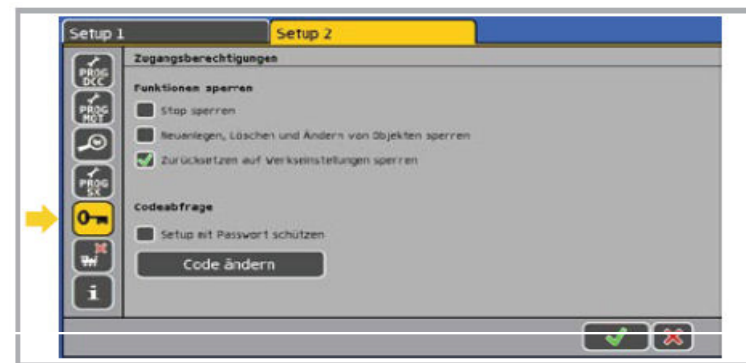 Setup 1
Setup 2
Zugangsberechtigungen
PROG
DCC
Funktionen sperren
Stop sperren
PROG
MOT
Neuanlegen, Löschen und Ändern von Objekten sperren
Zurücksetzen auf Werkseinstellungen sperren
PROG
SX
Codeabfrage
Setup mit Passwort schützen
Code ändern
i